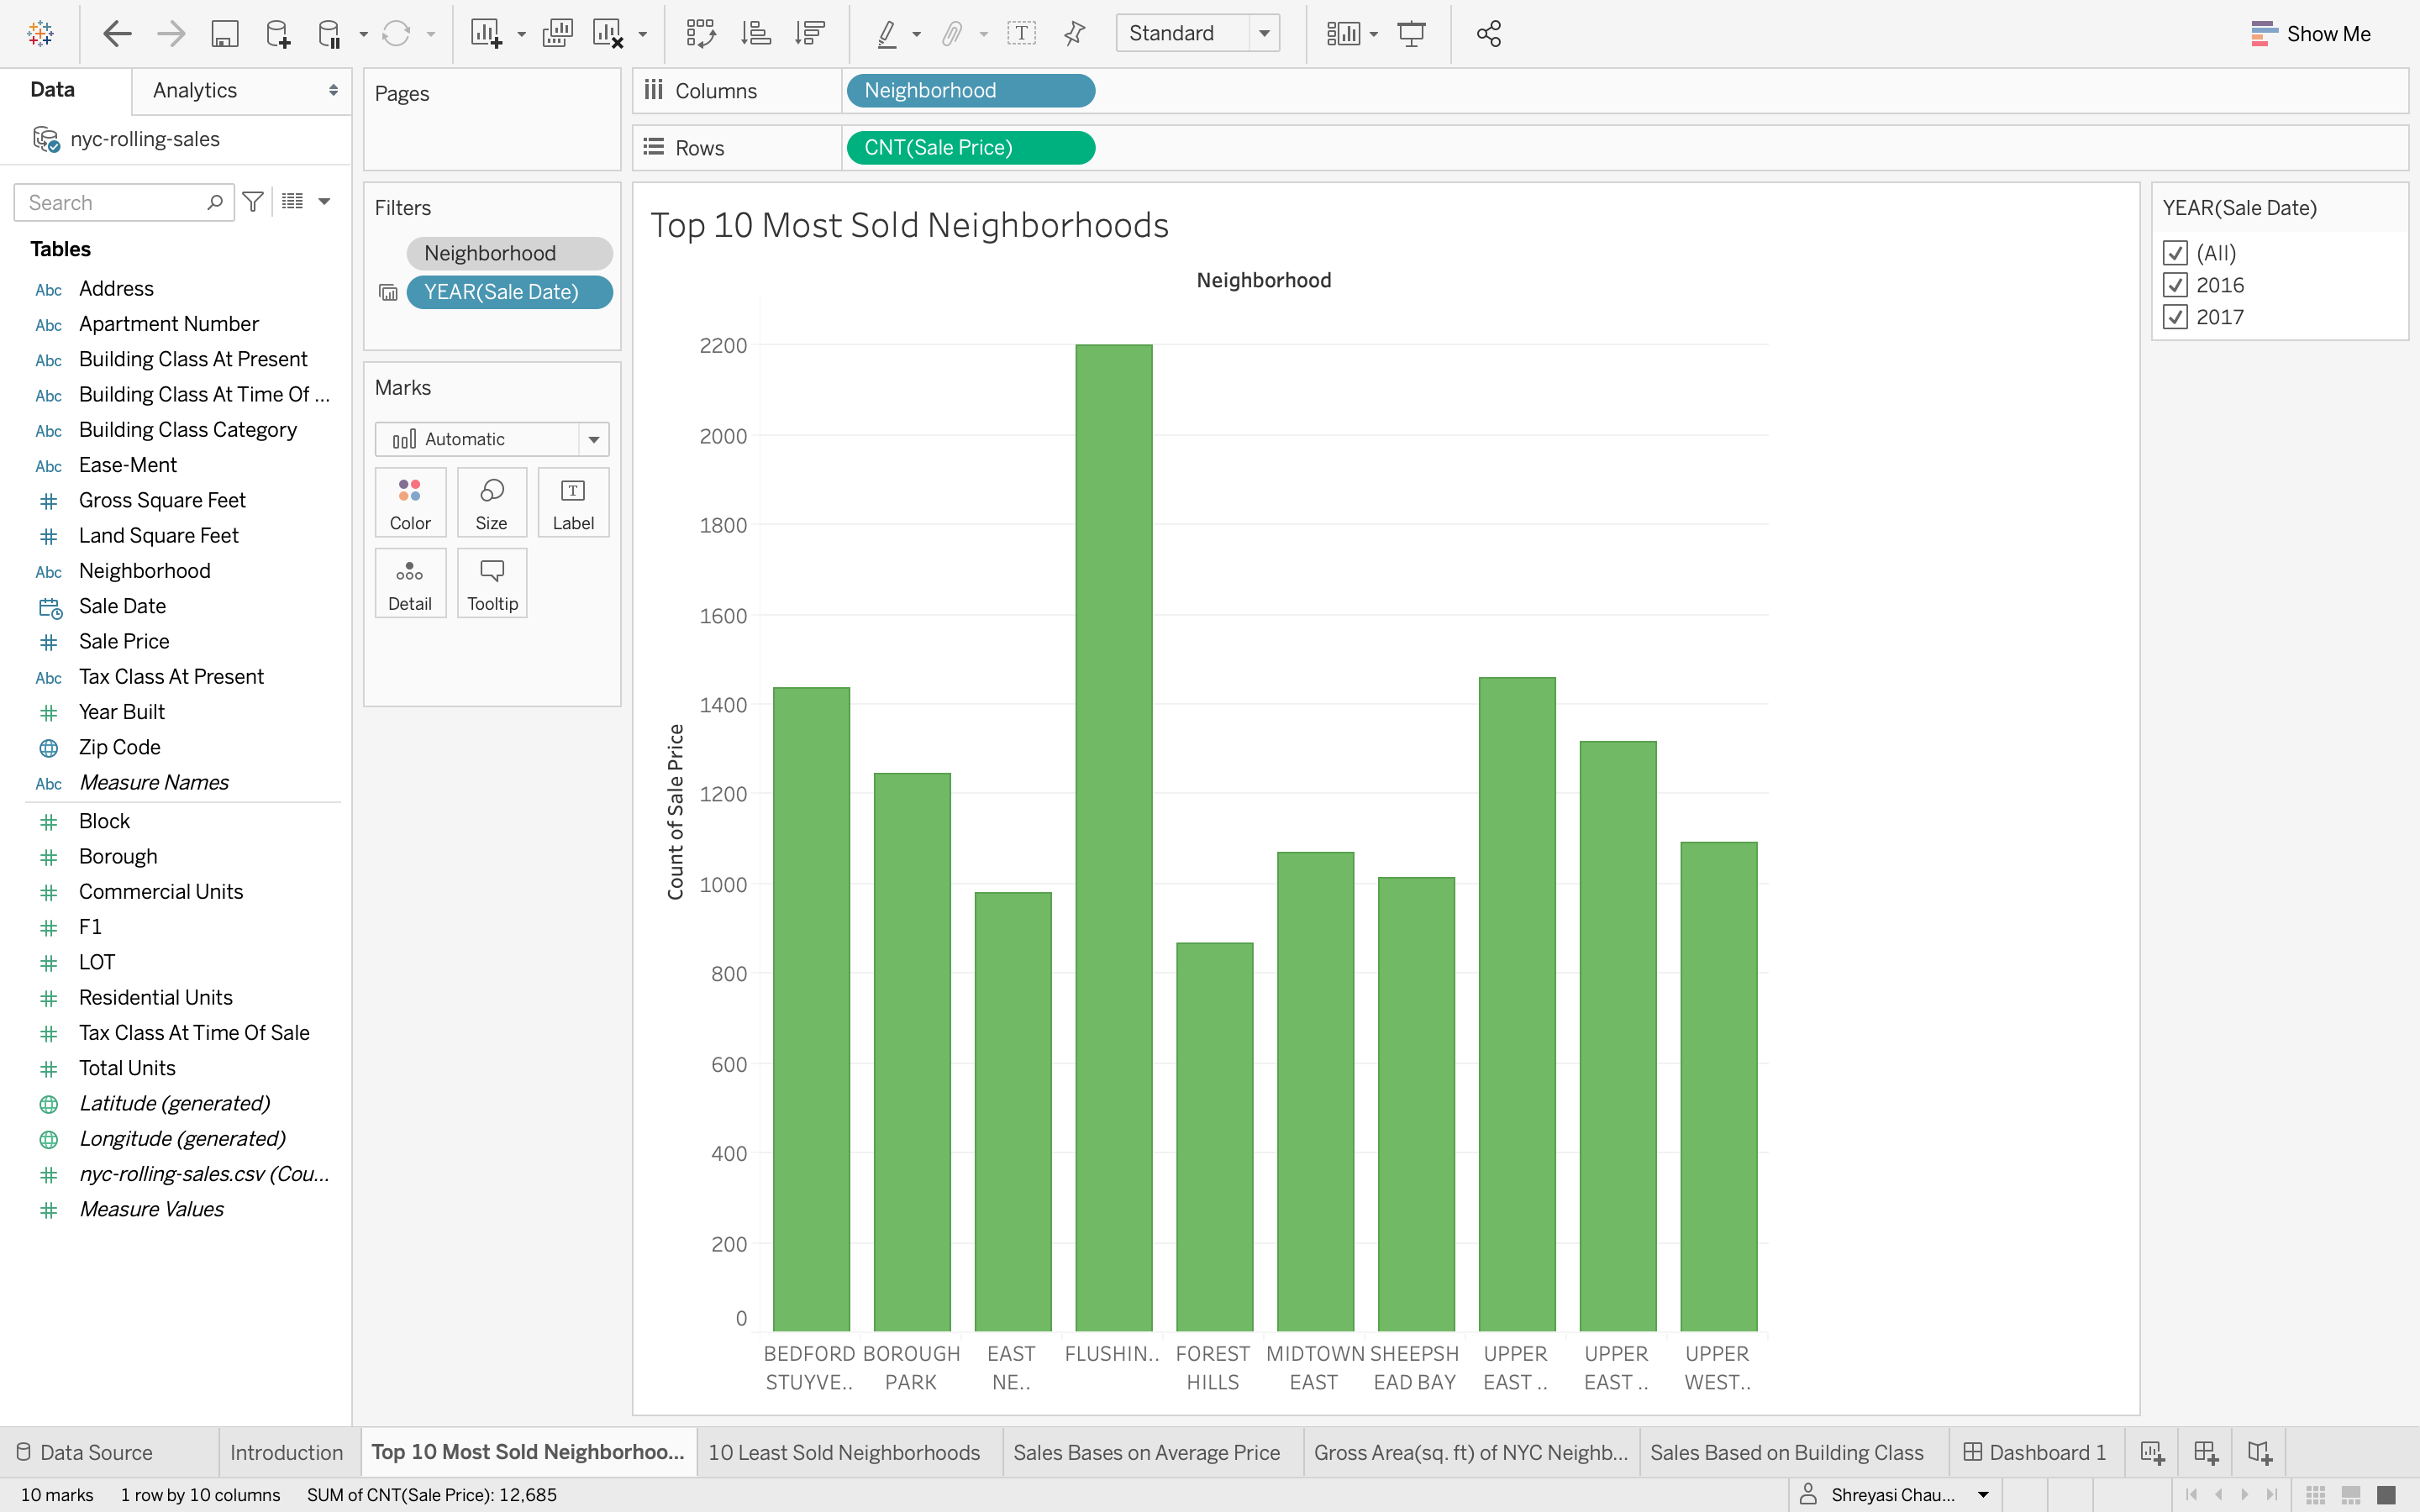 Standard
Show Me
Data
Analytics
nyc-rolling-sales
Search
Tables
Abc Address
Abc Apartment Number
Abc Building Class At Present
Abc Building Class At Time Of ...
Abc Building Class Category
Abc Ease-Ment
Gross Square Feet
Land Square Feet
Abc Neighborhood
Sale Date
Sale Price
Abc Tax Class At Present
Year Built
Zip Code
Abc Measure Names
Block
Borough
Commercial Units
F1
LOT
Residential Units
Tax Class At Time Of Sale
Total Units
Latitude (generated)
Longitude (generated)
nyc-rolling-sales.csv (Cou...
Measure Values
Pages
Filters
Neighborhood
YEAR(Sale Date)
Marks
Automatic
Color
Size
Label
Detail
Tooltip
Columns
Neighborhood
Rows
CNT(Sale Price)
Top 10 Most Sold Neighborhoods
Neighborhood
2200
2000
1800
1600
1400
1200
1000
800
600
400
200
0
Count of Sale Price
BEDFORD STUYVE..
BOROUGH PARK
EAST NE..
FLUSHIN..
FOREST HILLS
MIDTOWN EAST
SHEEPSH EAD BAY
UPPER EAST ..
UPPER EAST ..
UPPER WEST..
YEAR(Sale Date)
(All)
2016
2017
Data Source
Introduction
Top 10 Most Sold Neighborhoo...
10 Least Sold Neighborhoods
Sales Bases on Average Price
Gross Area(sq. ft) of NYC Neighb...
Sales Based on Building Class
Dashboard 1
10 marks
1 row by 10 columns
SUM of CNT(Sale Price): 12,685
Shreyasi Chau...